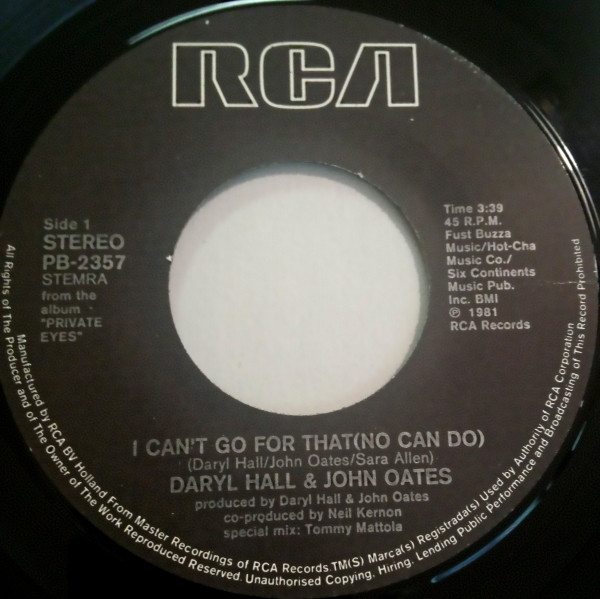 RCA
Side 1
STEREO
PB-2357
STEMRA
from the
album
"PRIVATE
EYES"
Time 3:39
45 R.P.M.
Fust Buzza
Music/Hot-Cha
Music Co./
Six Continents
Music Pub.
Inc. BMI
℗ 1981
RCA Records
I CAN'T GO FOR THAT(NO CAN DO)
(Daryl Hall/John Oates/Sara Allen)
DARYL HALL & JOHN OATES
produced by Daryl Hall & John Oates
co-produced by Neil Kernon
special mix: Tommy Mattola
Manufactured by RCA BV Holland From Master Recordings of RCA Records.TM(S) Marca(s) Registrada(s) Used by Authority of RCA Corporation
All Rights of The Producer and of The Owner of The Work Reproduced Reserved. Unauthorised Copying, Hiring, Lending Public Performance and Broadcasting of This Record Prohibited